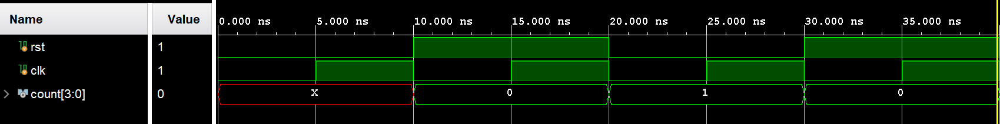 Name Value
0.000 ns 5.000 ns 10.000 ns 15.000 ns 20.000 ns 25.000 ns 30.000 ns 35.000 ns
rst 1
clk 1
count[3:0] 0 X 0 1 0